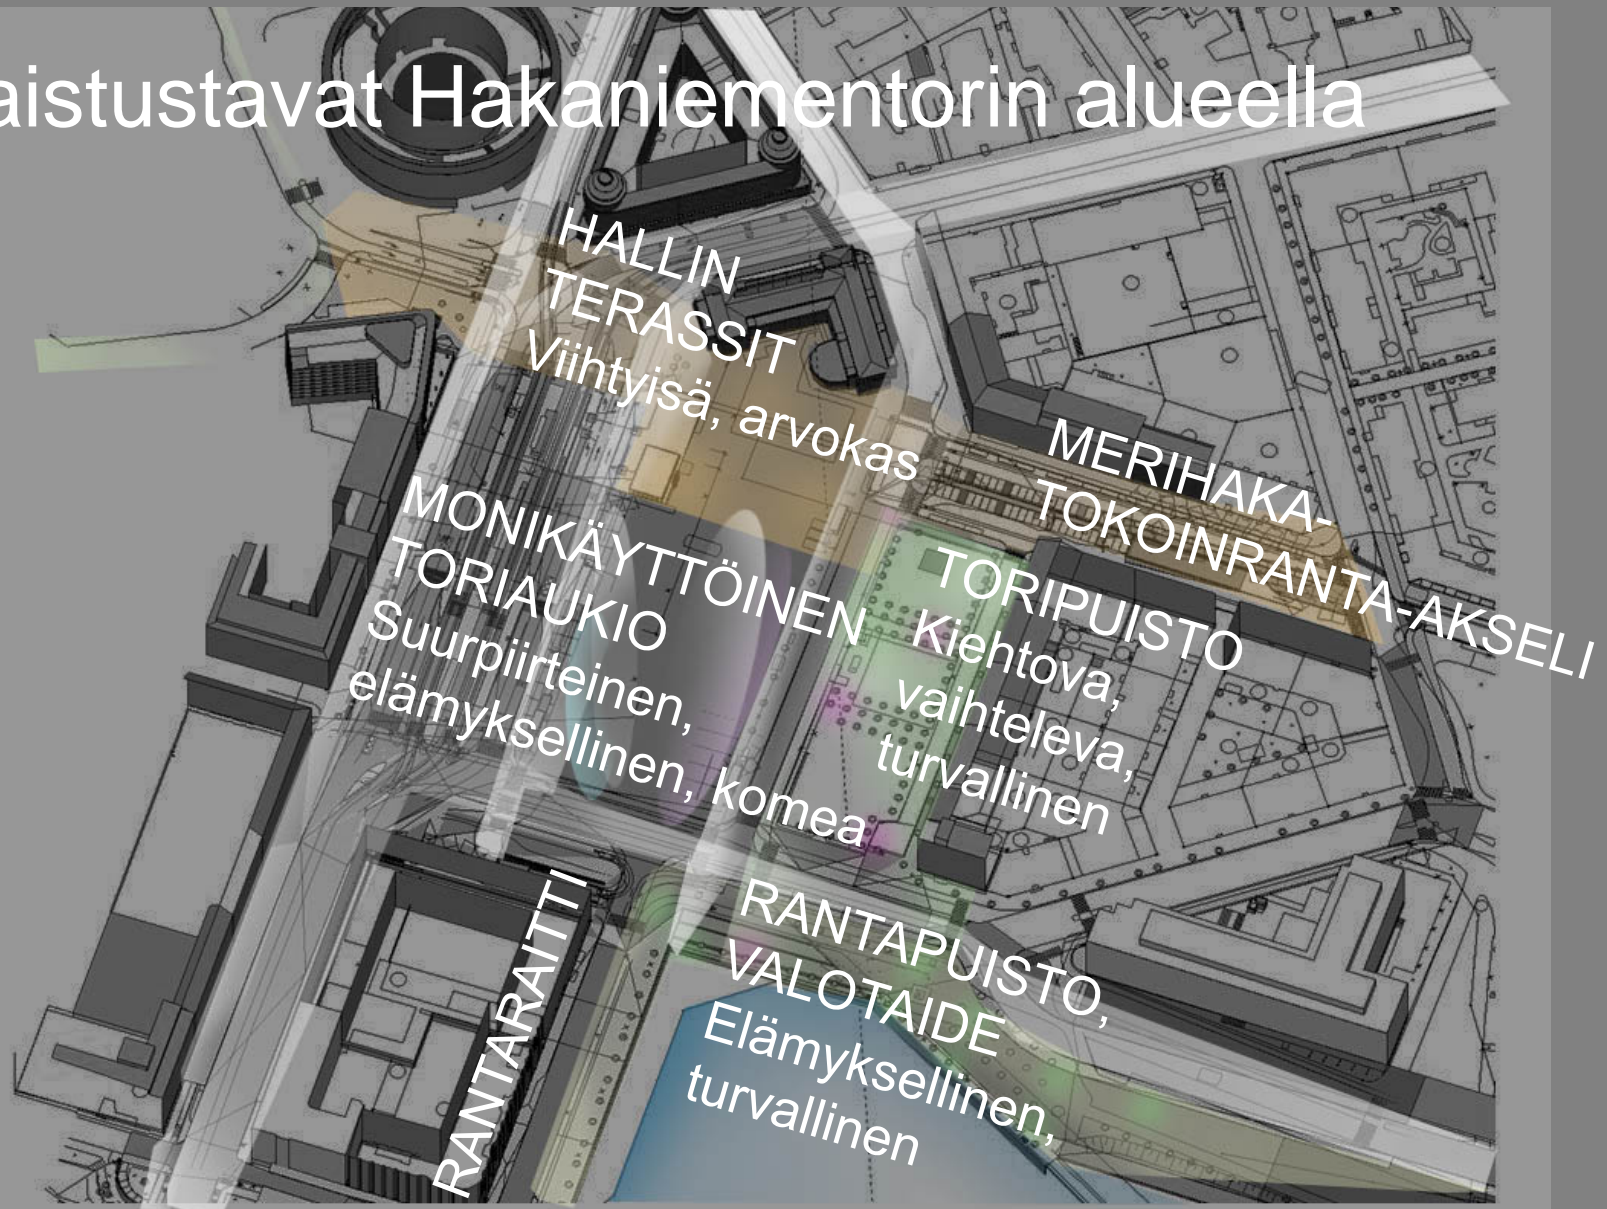 aistustavat Hakaniementorin alueella
HALLIN
TERASSIT
Viihtyisä, arvokas
MERIHAKA-
TOKOINRANTA-AKSELI
MONIKÄYTTÖINEN
TORIAUKIO
Suurpiirteinen,
elämyksellinen, komea
TORIPUISTO
Kiehtova,
vaihteleva,
turvallinen
RANTARAITTI
RANTAPUISTO,
VALOTAIDE
Elämyksellinen,
turvallinen